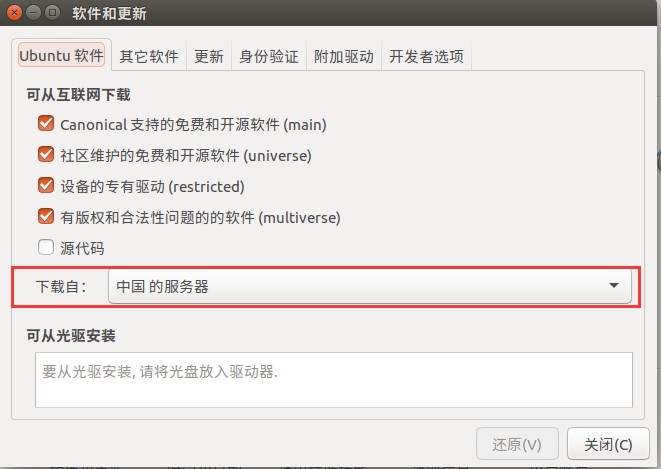 软件和更新
Ubuntu 软件 其它软件 更新 身份验证 附加驱动 开发者选项
可从互联网下载
Canonical 支持的免费和开源软件 (main)
社区维护的免费和开源软件 (universe)
设备的专有驱动 (restricted)
有版权和合法性问题的的软件 (multiverse)
源代码
下载自： 中国 的服务器
可从光驱安装
要从光驱安装, 请将光盘放入驱动器.
还原(V) 关闭(C)